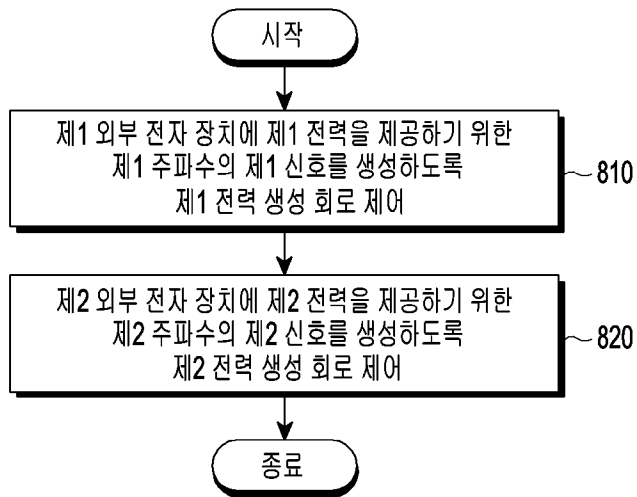 시작
제1 외부 전자 장치에 제1 전력을 제공하기 위한
제1 주파수의 제1 신호를 생성하도록
제1 전력 생성 회로 제어
810
제2 외부 전자 장치에 제2 전력을 제공하기 위한
제2 주파수의 제2 신호를 생성하도록
제2 전력 생성 회로 제어
820
종료